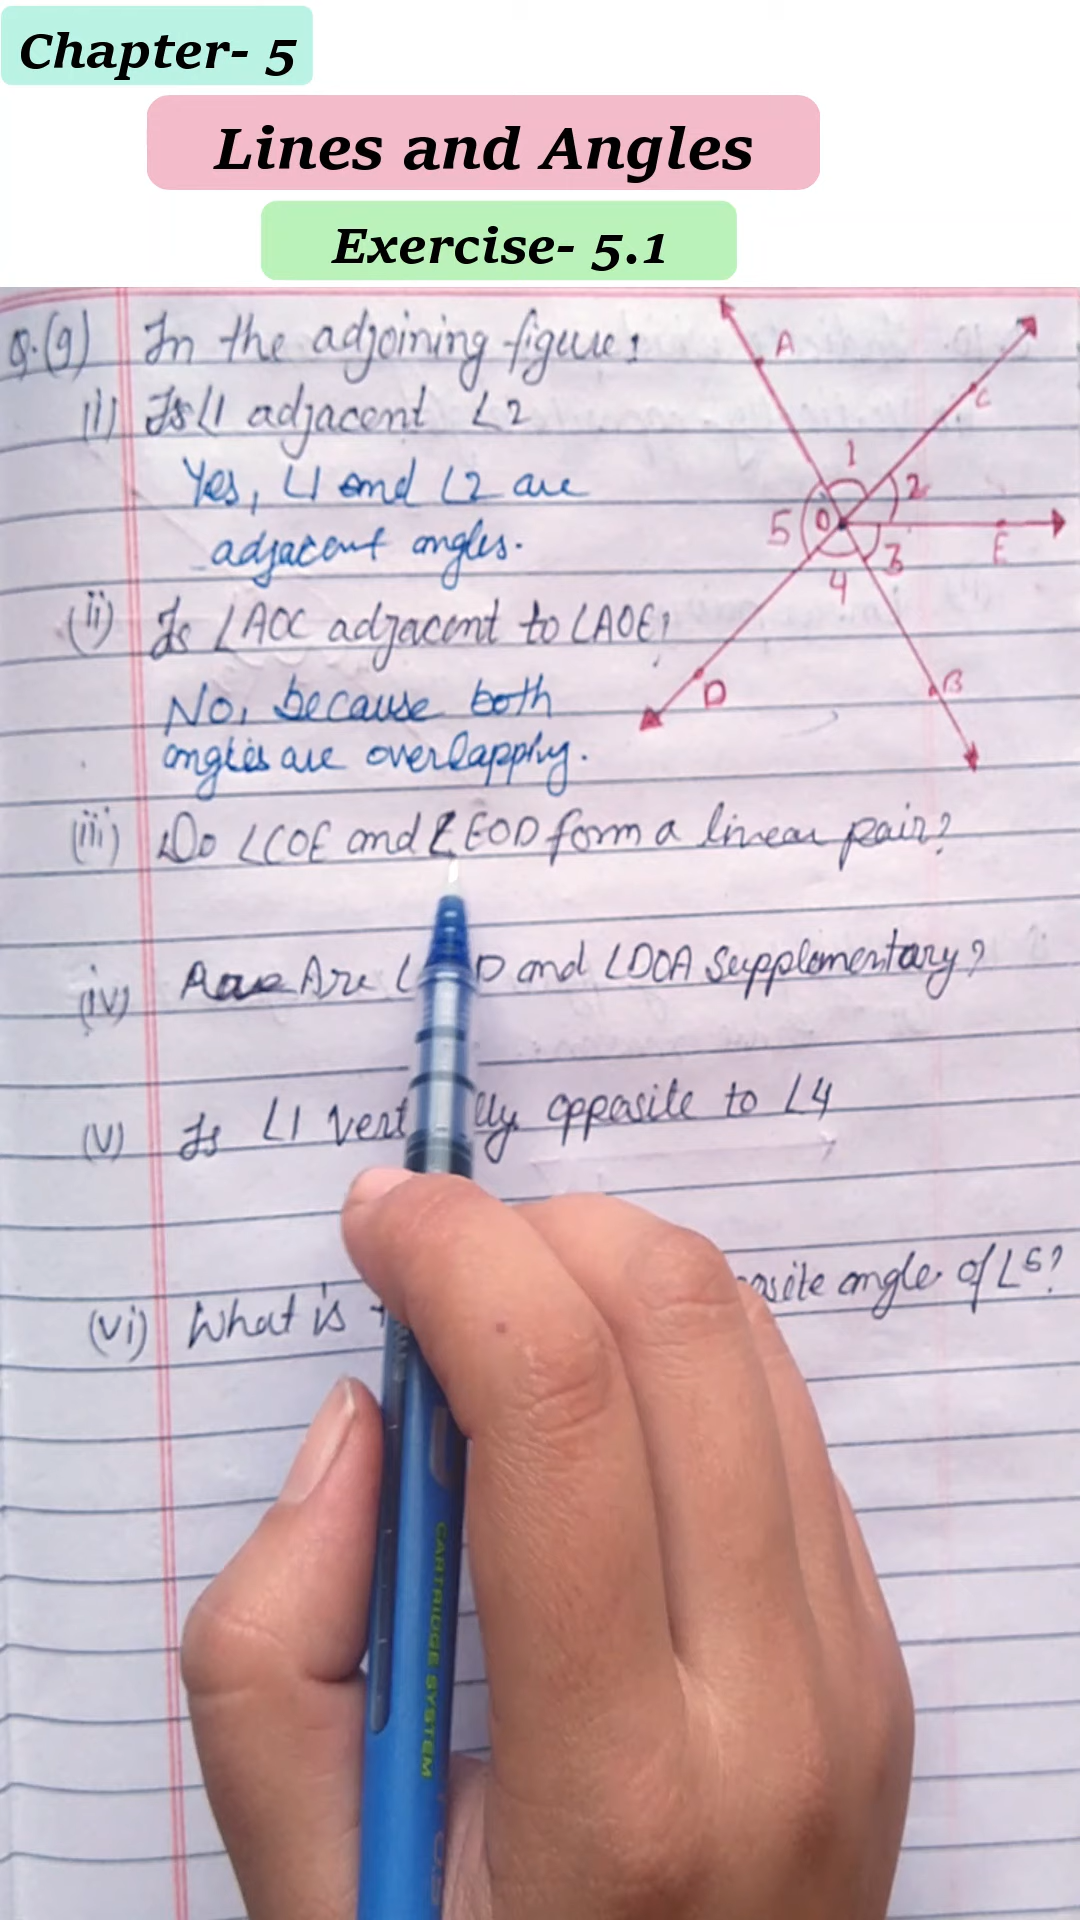 Chapter- 5
Lines and Angles
Exercise- 5.1
Q.(9) In the adjoining figure:
(i) Is ∠1 adjacent ∠2
Yes, ∠1 and ∠2 are
adjacent angles.
(ii) Is ∠AOC adjacent to ∠AOE?
No, because both
angles are overlapping.
(iii) Do ∠COE and ∠EOD form a linear pair?
(iv) Are ∠ D and ∠DOA Supplementary?
(v) Is ∠1 vert lly opposite to ∠4
(vi) What is angle of ∠5?
A
C
1
2
5
O
E
3
4
D
B
CARTRIDGE SYSTEM